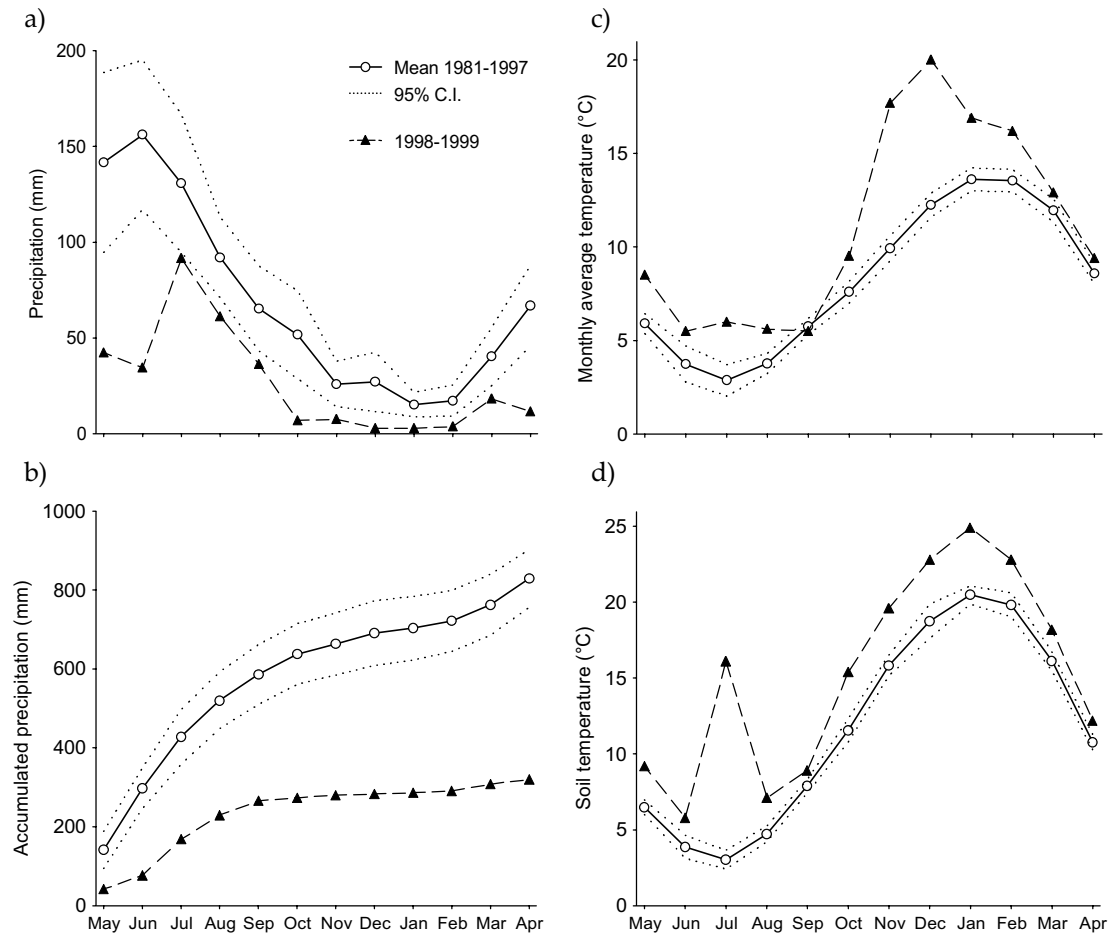 a)
200
150
100
50
0
Precipitation (mm)
Mean 1981-1997
95% C.I.
1998-1999
c)
20
15
10
5
0
Monthly average temperature (°C)
b)
1000
800
600
400
200
0
Accumulated precipitation (mm)
May Jun Jul Aug Sep Oct Nov Dec Jan Feb Mar Apr
d)
25
20
15
10
5
0
Soil temperature (°C)
May Jun Jul Aug Sep Oct Nov Dec Jan Feb Mar Apr